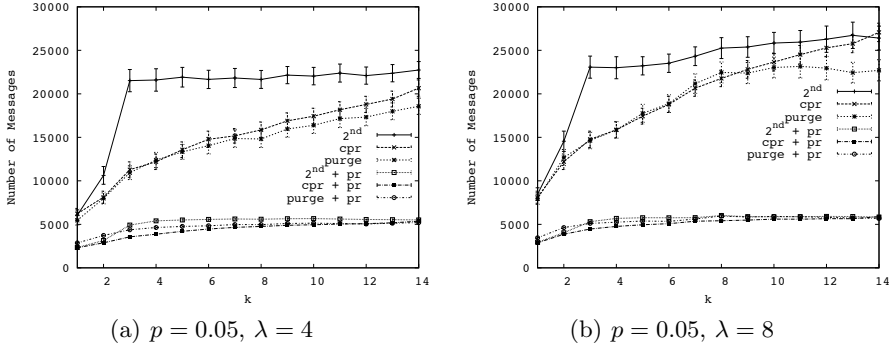 30000
25000
20000
15000
10000
5000
0
Number of Messages
2nd
cpr
purge
2nd + pr
cpr + pr
purge + pr
2 4 6 8 10 12 14
k
(a) p = 0.05, λ = 4
30000
25000
20000
15000
10000
5000
0
Number of Messages
2nd
cpr
purge
2nd + pr
cpr + pr
purge + pr
2 4 6 8 10 12 14
k
(b) p = 0.05, λ = 8